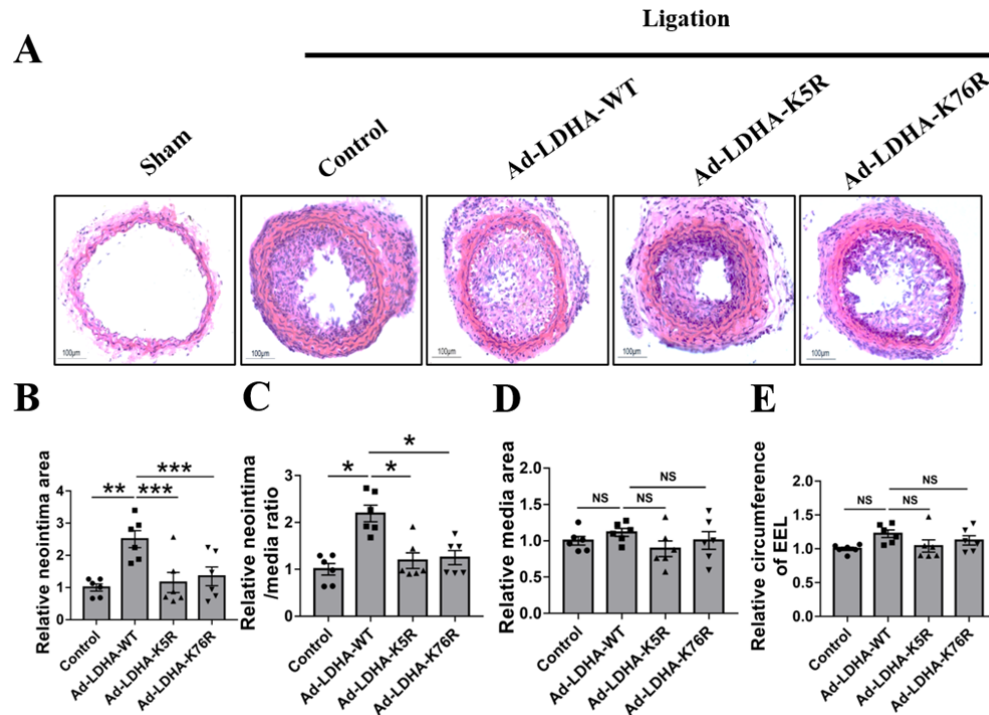 Ligation
A
Sham
Control
Ad-LDHA-WT
Ad-LDHA-K5R
Ad-LDHA-K76R
100μm
100μm
100μm
100μm
100μm
B
Relative neointima area
4
3
2
1
0
**
***
***
Control
Ad-LDHA-WT
Ad-LDHA-K5R
Ad-LDHA-K76R
C
Relative neointima
/media ratio
3
2
1
0
*
*
*
Control
Ad-LDHA-WT
Ad-LDHA-K5R
Ad-LDHA-K76R
D
Relative media area
2.0
1.5
1.0
0.5
0.0
NS
NS
NS
Control
Ad-LDHA-WT
Ad-LDHA-K5R
Ad-LDHA-K76R
E
Relative circumference
of EEL
2.0
1.5
1.0
0.5
0.0
NS
NS
NS
Control
Ad-LDHA-WT
Ad-LDHA-K5R
Ad-LDHA-K76R